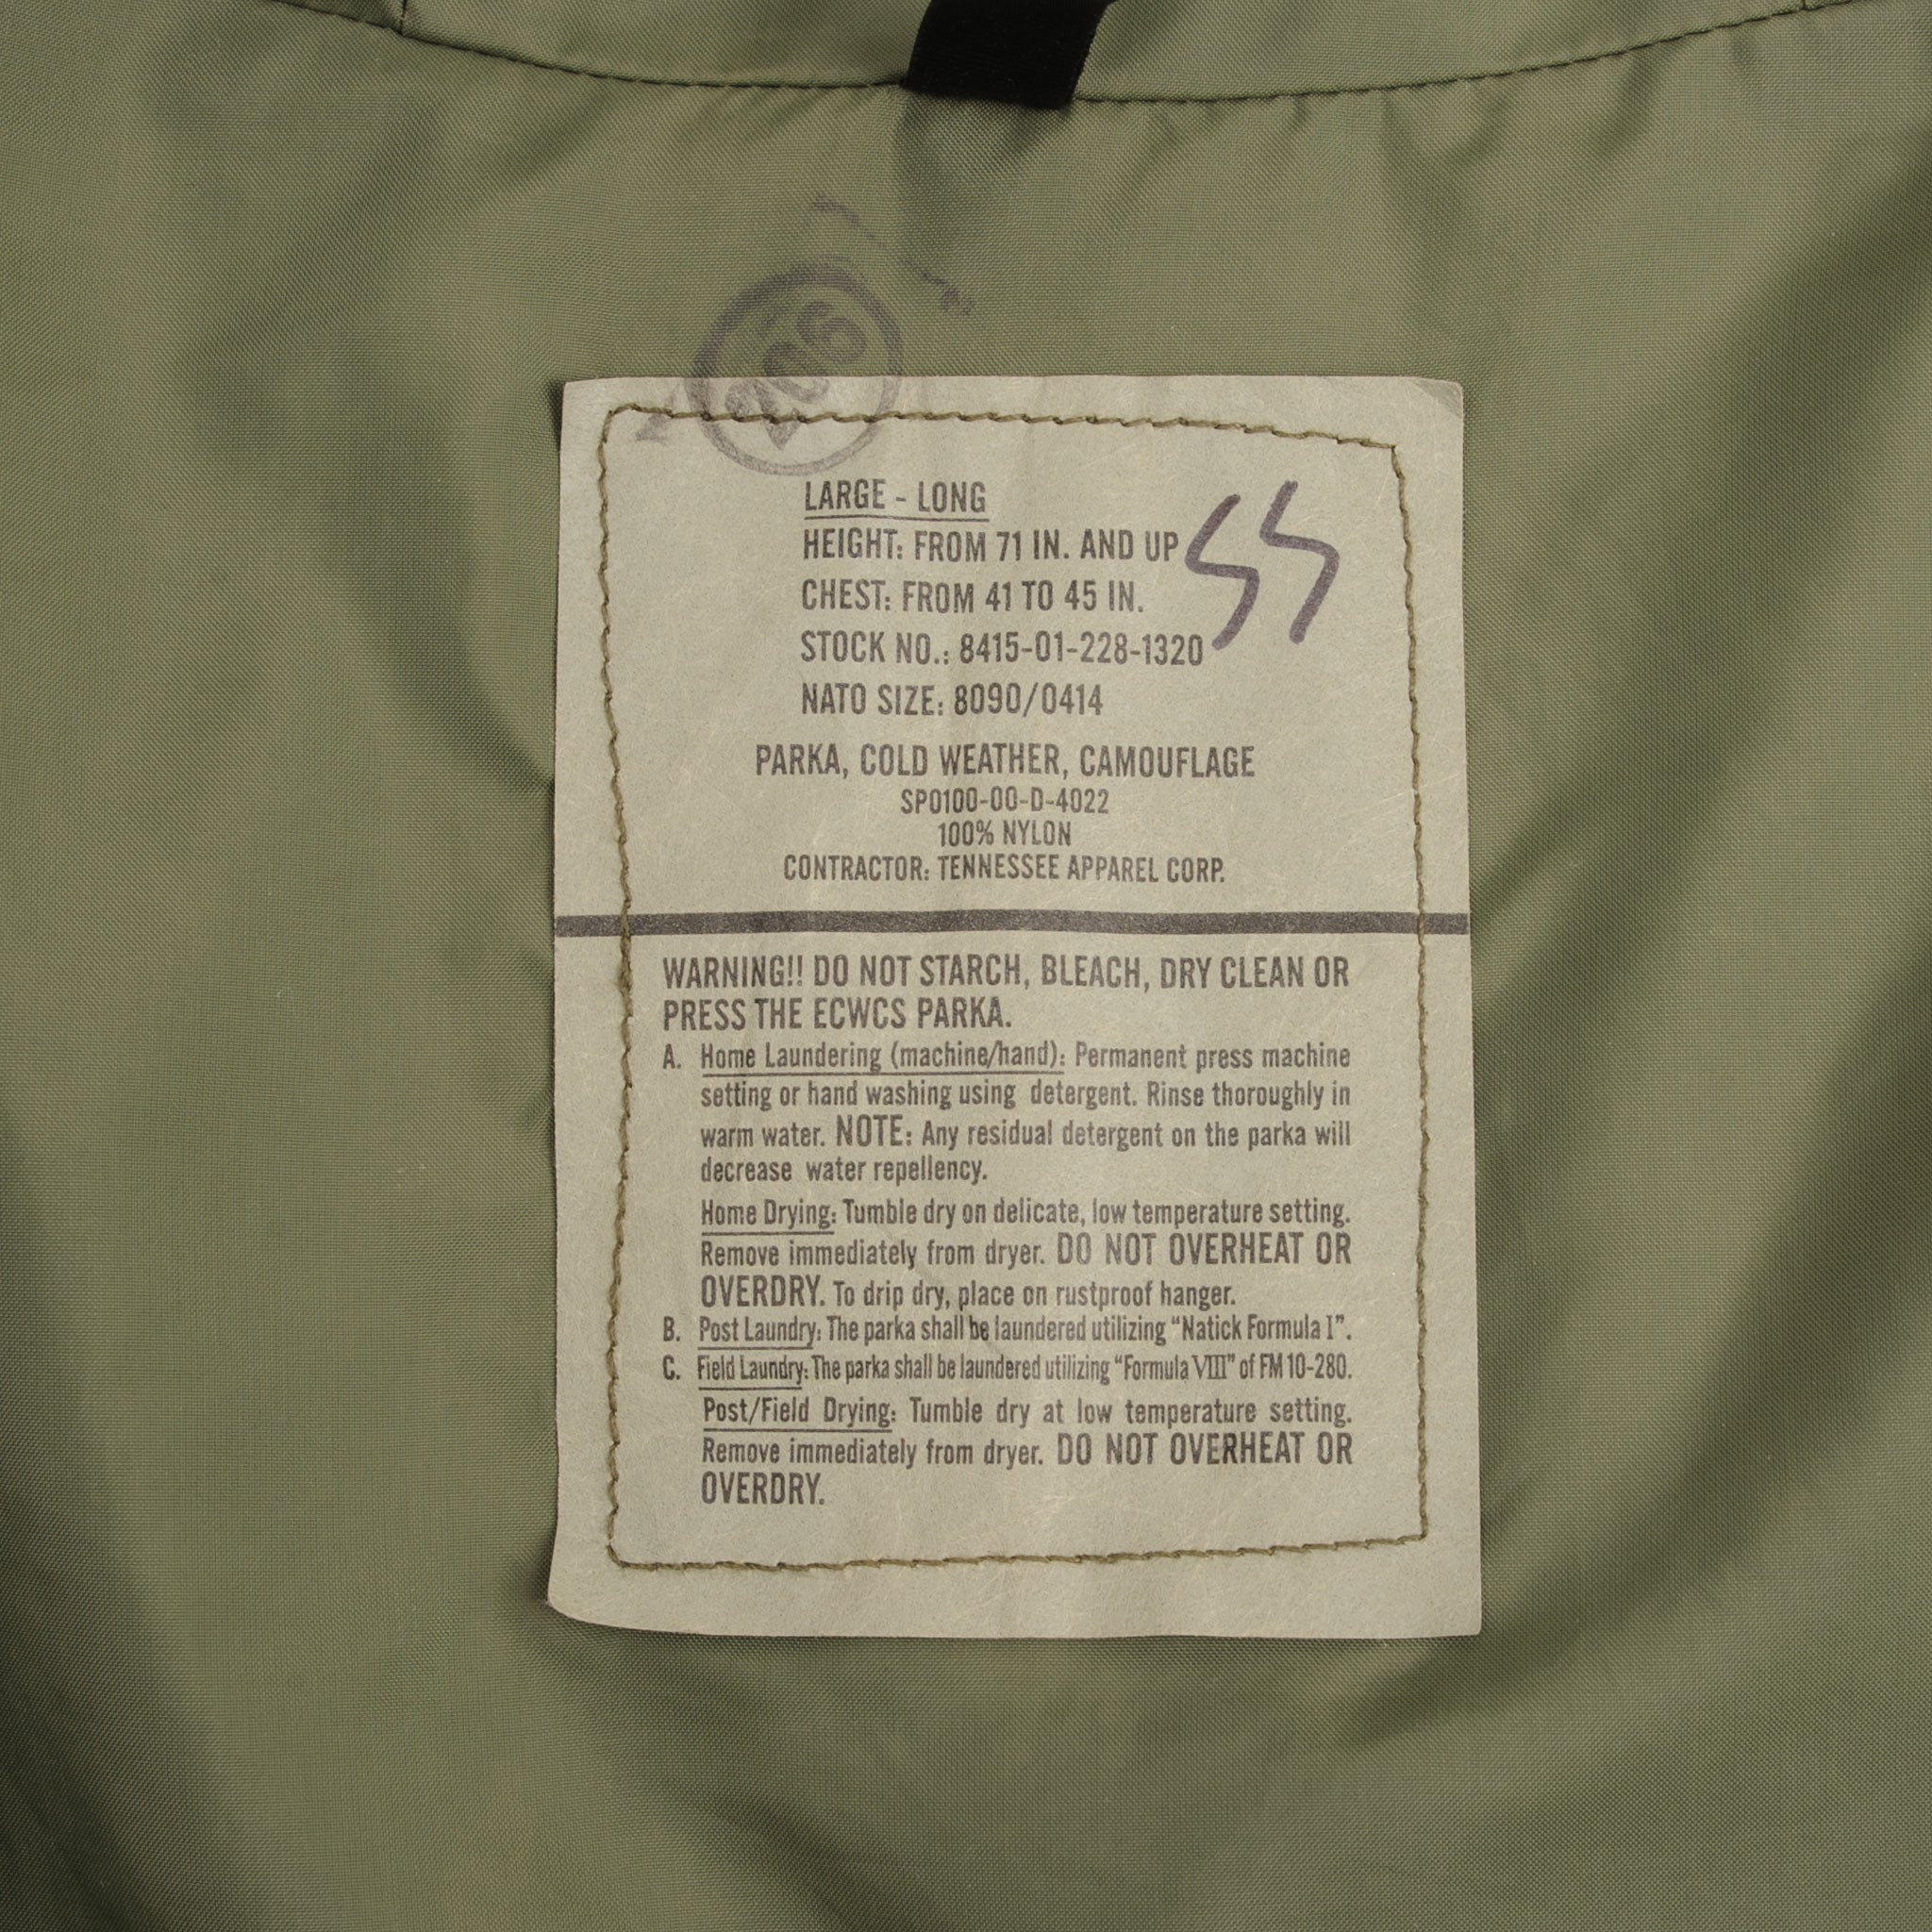 206
LARGE - LONG
HEIGHT: FROM 71 IN. AND UP
CHEST: FROM 41 TO 45 IN.
STOCK NO.: 8415-01-228-1320
NATO SIZE: 8090/0414
PARKA, COLD WEATHER, CAMOUFLAGE
SPO100-00-D-4022
100% NYLON
CONTRACTOR: TENNESSEE APPAREL CORP.
WARNING!! DO NOT STARCH, BLEACH, DRY CLEAN OR
PRESS THE ECWCS PARKA.
A. Home Laundering (machine/hand): Permanent press machine
setting or hand washing using detergent. Rinse thoroughly in
warm water. NOTE: Any residual detergent on the parka will
decrease water repellency.
Home Drying: Tumble dry on delicate, low temperature setting.
Remove immediately from dryer. DO NOT OVERHEAT OR
OVERDRY. To drip dry, place on rustproof hanger.
B. Post Laundry: The parka shall be laundered utilizing “Natick Formula I”.
C. Field Laundry: The parka shall be laundered utilizing “Formula VIII” of FM 10-280.
Post/Field Drying: Tumble dry at low temperature setting.
Remove immediately from dryer. DO NOT OVERHEAT OR
OVERDRY.